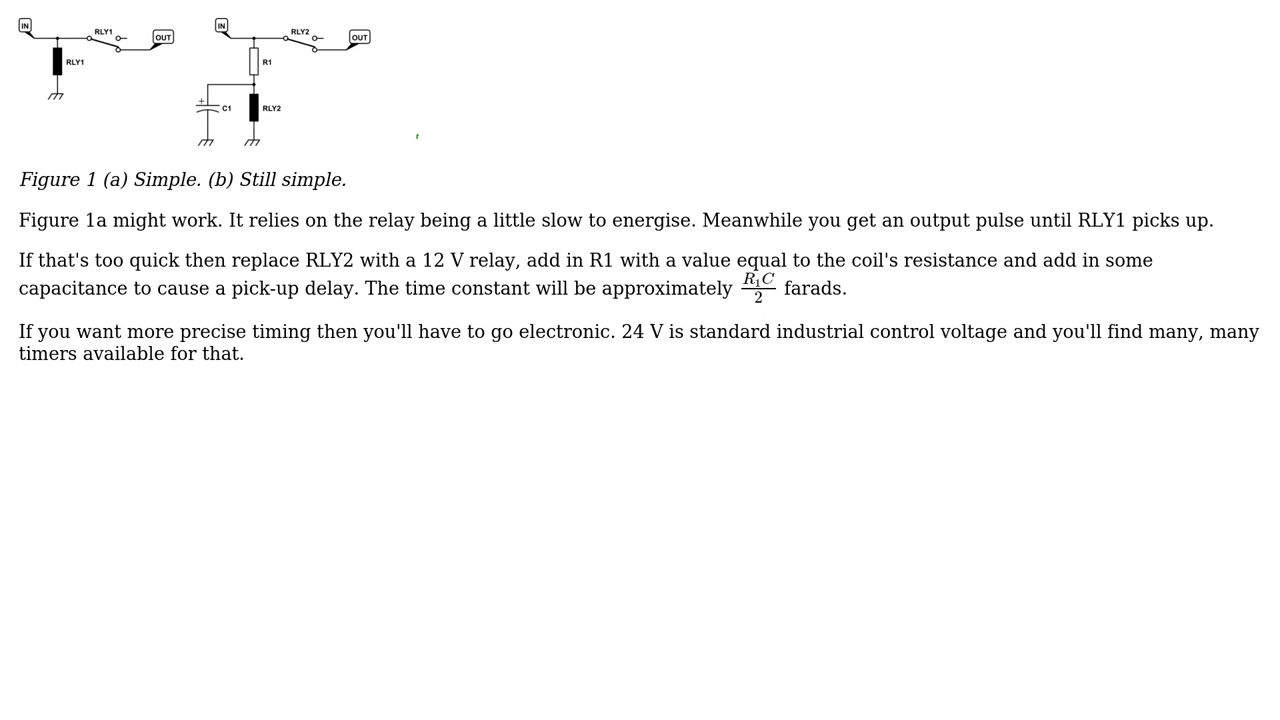 IN
RLY1
OUT
RLY1
IN
RLY2
OUT
R1
+
C1
RLY2
Figure 1 (a) Simple. (b) Still simple.
Figure 1a might work. It relies on the relay being a little slow to energise. Meanwhile you get an output pulse until RLY1 picks up.
If that's too quick then replace RLY2 with a 12 V relay, add in R1 with a value equal to the coil's resistance and add in some
capacitance to cause a pick-up delay. The time constant will be approximately R₁C/2 farads.
If you want more precise timing then you'll have to go electronic. 24 V is standard industrial control voltage and you'll find many, many
timers available for that.